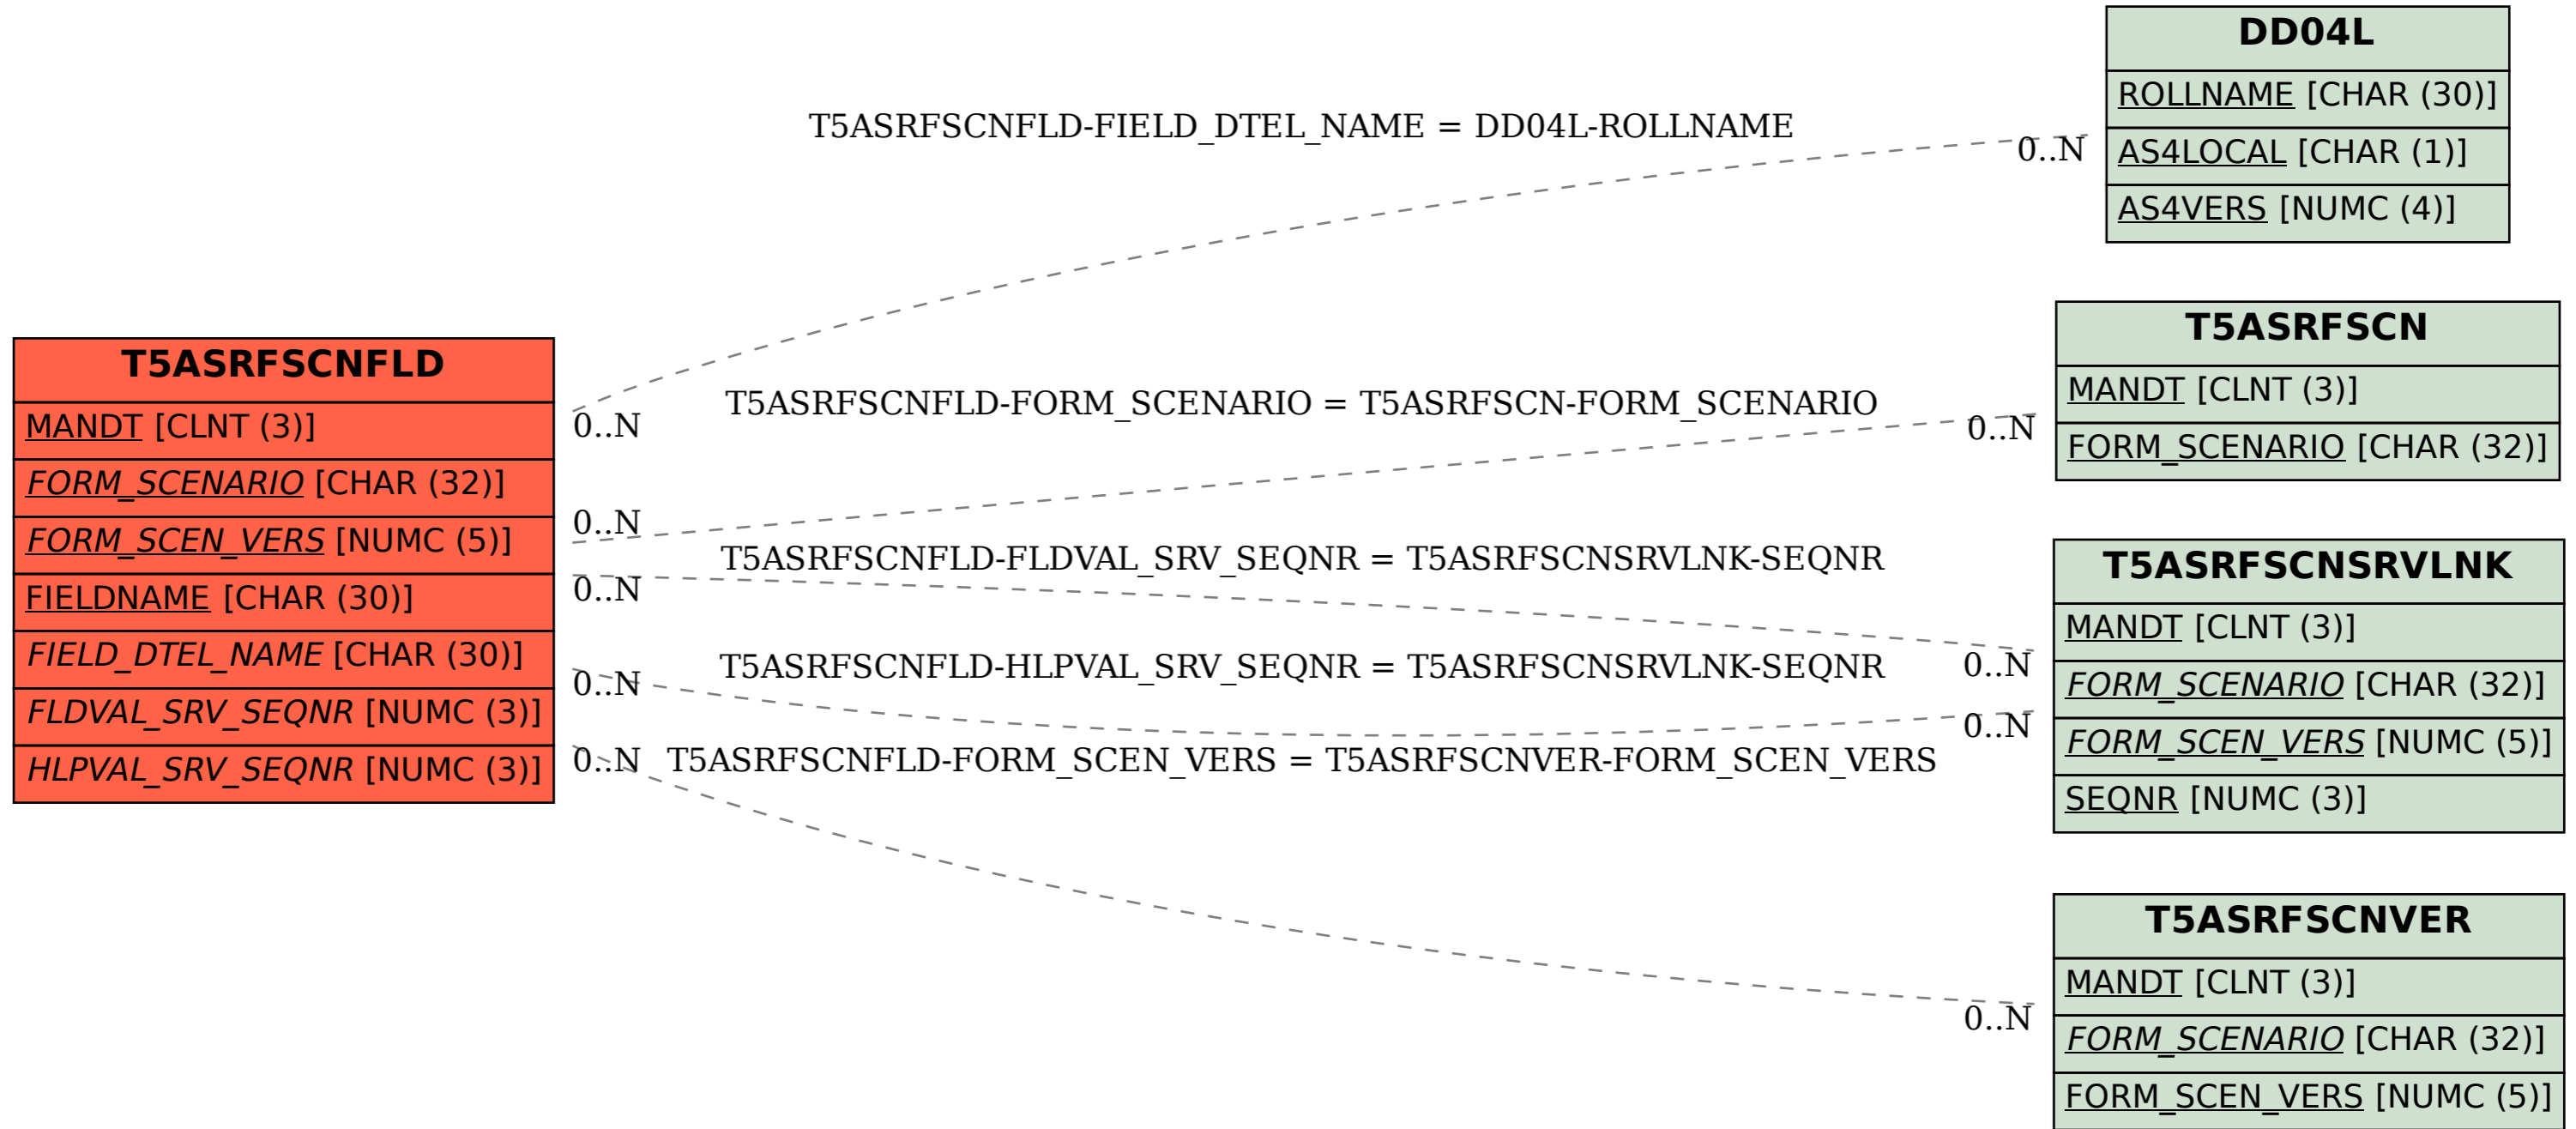 DD04L
ROLLNAME [CHAR (30)]
AS4LOCAL [CHAR (1)]
AS4VERS [NUMC (4)]
T5ASRFSCNFLD-FIELD_DTEL_NAME = DD04L-ROLLNAME
0..N
T5ASRFSCN
MANDT [CLNT (3)]
FORM_SCENARIO [CHAR (32)]
T5ASRFSCNFLD
MANDT [CLNT (3)]
FORM_SCENARIO [CHAR (32)]
FORM_SCEN_VERS [NUMC (5)]
FIELDNAME [CHAR (30)]
FIELD_DTEL_NAME [CHAR (30)]
FLDVAL_SRV_SEQNR [NUMC (3)]
HLPVAL_SRV_SEQNR [NUMC (3)]
0..N
T5ASRFSCNFLD-FORM_SCENARIO = T5ASRFSCN-FORM_SCENARIO
0..N
0..N
T5ASRFSCNFLD-FLDVAL_SRV_SEQNR = T5ASRFSCNSRVLNK-SEQNR
0..N
0..N
T5ASRFSCNFLD-HLPVAL_SRV_SEQNR = T5ASRFSCNSRVLNK-SEQNR
0..N
0..N
0..N
T5ASRFSCNFLD-FORM_SCEN_VERS = T5ASRFSCNVER-FORM_SCEN_VERS
0..N
T5ASRFSCNSRVLNK
MANDT [CLNT (3)]
FORM_SCENARIO [CHAR (32)]
FORM_SCEN_VERS [NUMC (5)]
SEQNR [NUMC (3)]
T5ASRFSCNVER
MANDT [CLNT (3)]
FORM_SCENARIO [CHAR (32)]
FORM_SCEN_VERS [NUMC (5)]